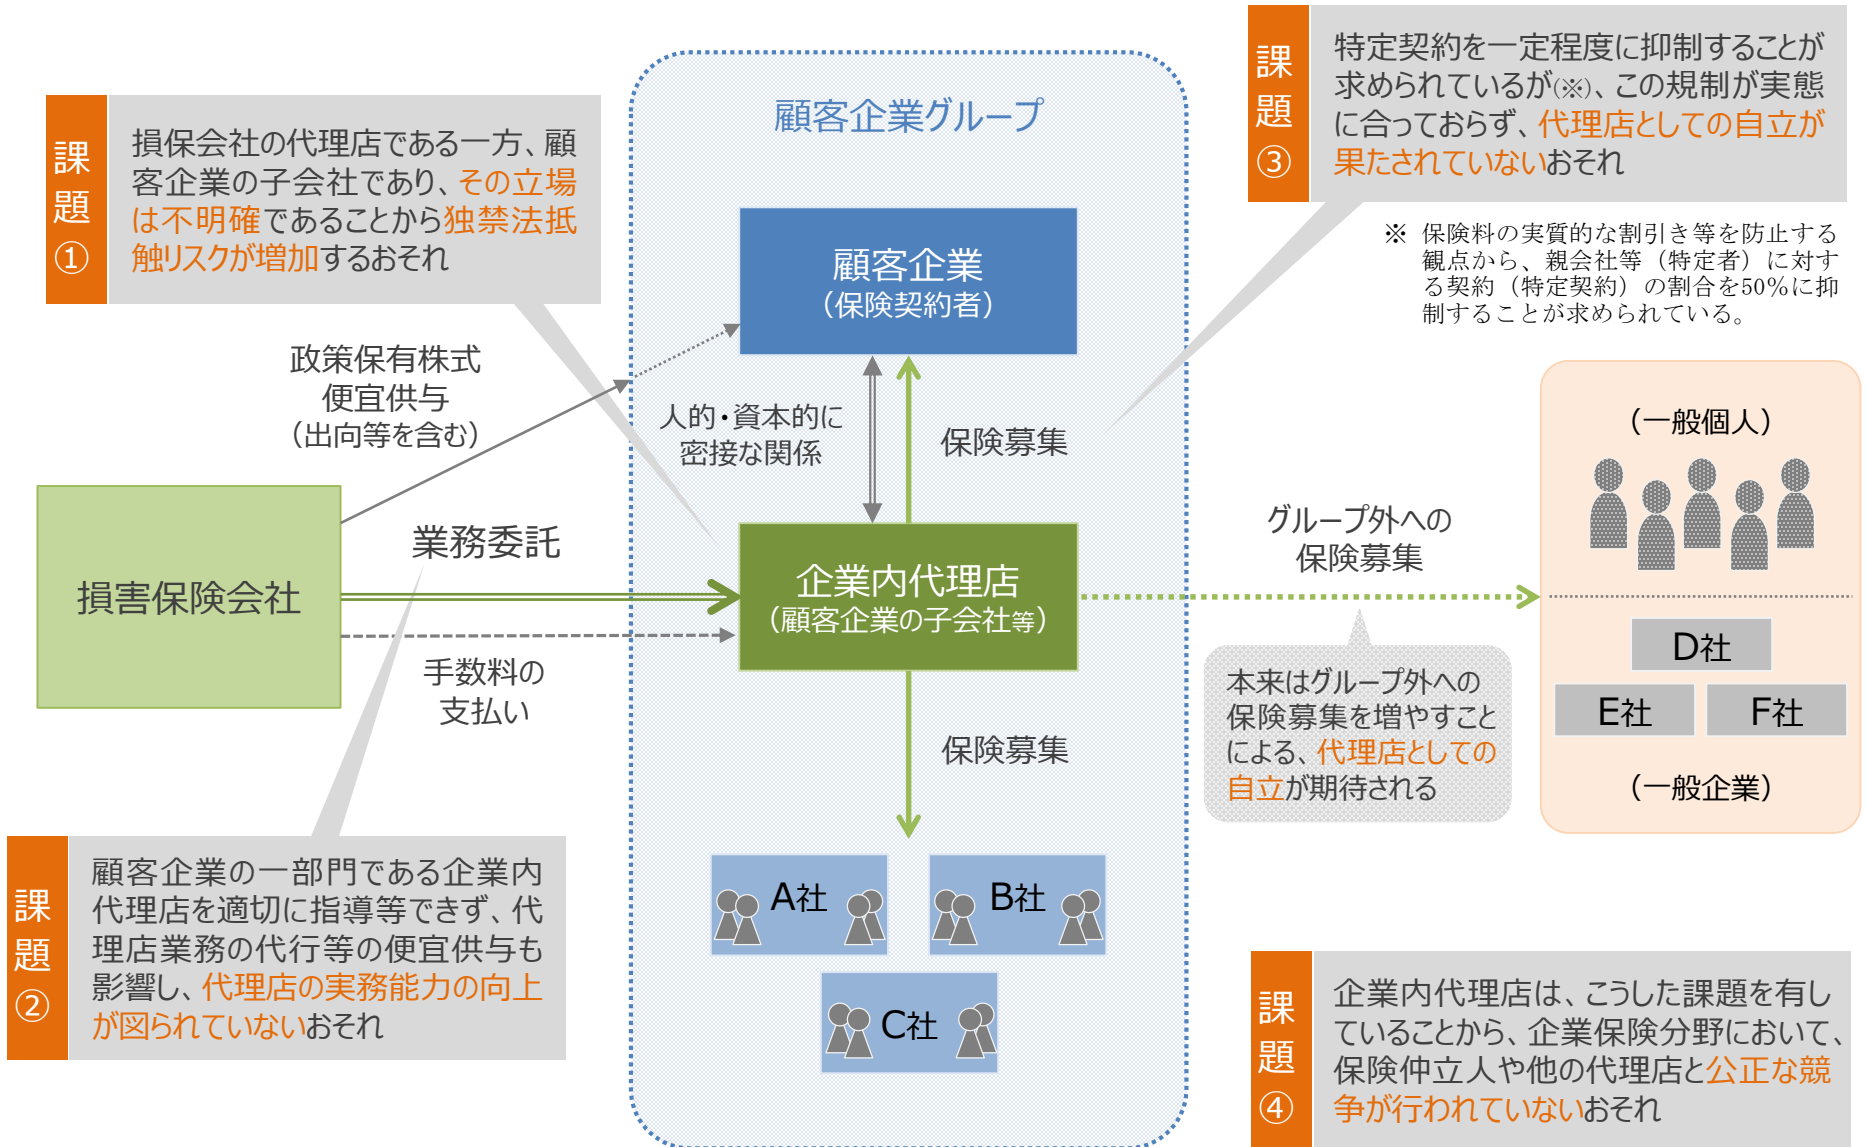 課題①
損保会社の代理店である一方、顧
客企業の子会社であり、その立場
は不明確であることから独禁法抵
触リスクが増加するおそれ
顧客企業グループ
課題③
特定契約を一定程度に抑制することが
求められているが(※)、この規制が実態
に合っておらず、代理店としての自立が
果たされていないおそれ
※ 保険料の実質的な割引き等を防止する
観点から、親会社等（特定者）に対す
る契約（特定契約）の割合を50%に抑
制することが求められている。
顧客企業
（保険契約者）
政策保有株式
便宜供与
（出向等を含む）
人的・資本的に
密接な関係
保険募集
損害保険会社
業務委託
手数料の
支払い
企業内代理店
（顧客企業の子会社等）
グループ外への
保険募集
（一般個人）
D社
E社
F社
（一般企業）
本来はグループ外への
保険募集を増やすこと
による、代理店としての
自立が期待される
保険募集
A社
B社
C社
課題②
顧客企業の一部門である企業内
代理店を適切に指導等できず、代
理店業務の代行等の便宜供与も
影響し、代理店の実務能力の向上
が図られていないおそれ
課題④
企業内代理店は、こうした課題を有し
ていることから、企業保険分野において、
保険仲立人や他の代理店と公正な競
争が行われていないおそれ